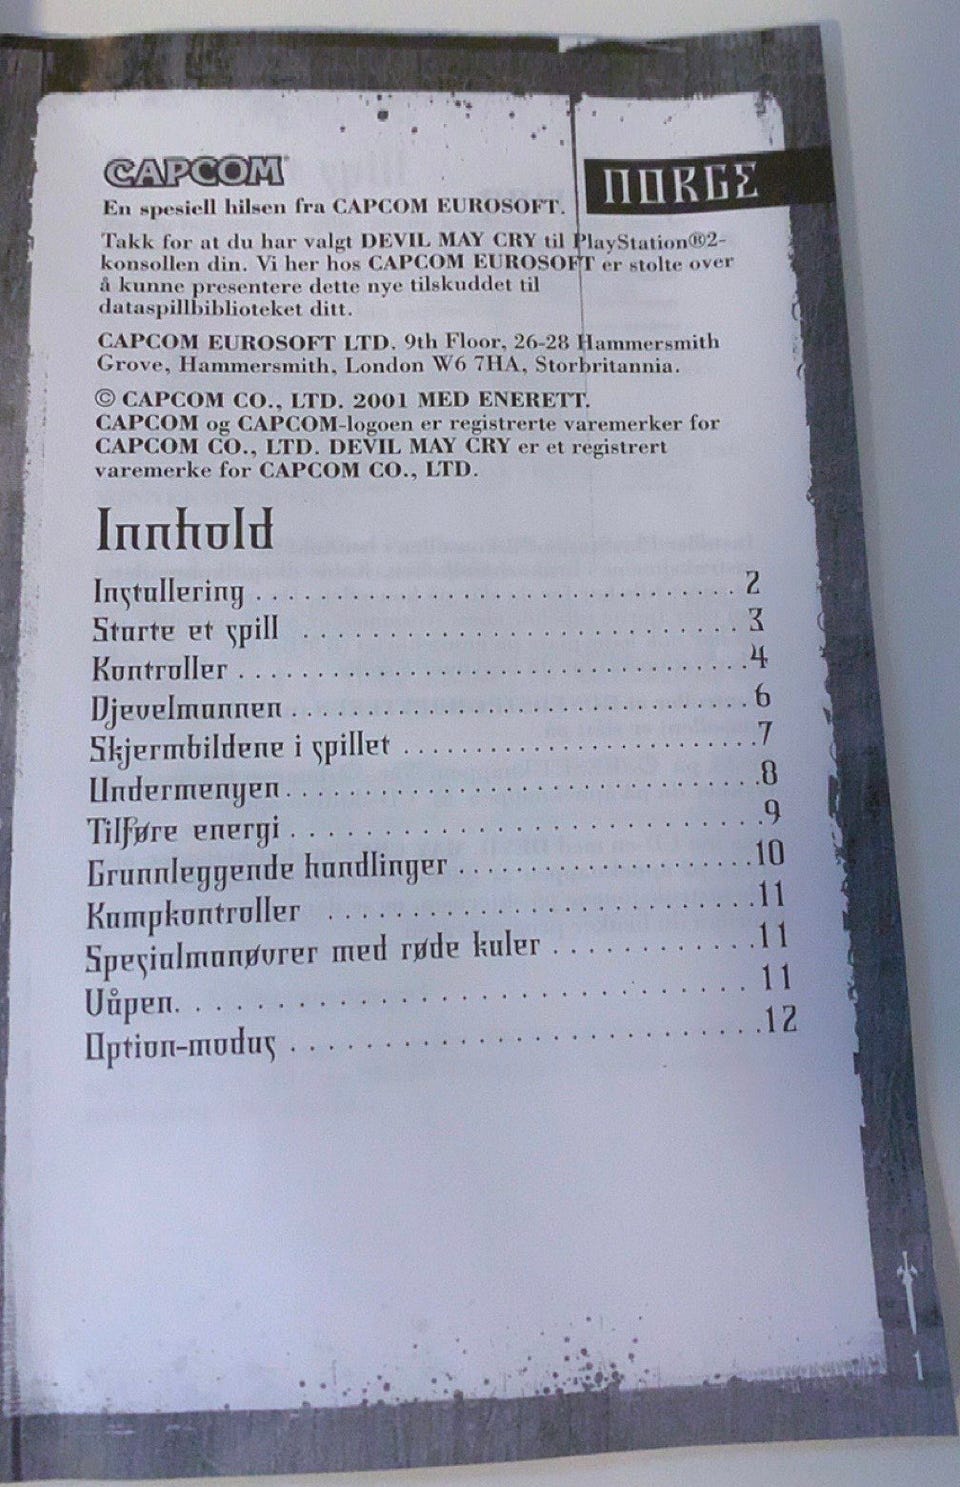 CAPCOM
NORGE
En spesiell hilsen fra CAPCOM EUROSOFT.
Takk for at du har valgt DEVIL MAY CRY til PlayStation®2-
konsollen din. Vi her hos CAPCOM EUROSOFT er stolte over
å kunne presentere dette nye tilskuddet til
dataspillbiblioteket ditt.
CAPCOM EUROSOFT LTD. 9th Floor, 26-28 Hammersmith
Grove, Hammersmith, London W6 7HA, Storbritannia.
© CAPCOM CO., LTD. 2001 MED ENERETT.
CAPCOM og CAPCOM-logoen er registrerte varemerker for
CAPCOM CO., LTD. DEVIL MAY CRY er et registrert
varemerke for CAPCOM CO., LTD.
Innhold
Installering . . . . . . . . . . . . . . . . . . . . . . . . . . . . 2
Starte et spill . . . . . . . . . . . . . . . . . . . . . . . . . 3
Kontroller . . . . . . . . . . . . . . . . . . . . . . . . . . . . 4
Djevelmannen . . . . . . . . . . . . . . . . . . . . . . . . . 6
Skjermbildene i spillet . . . . . . . . . . . . . . . . . . . 7
Undermenyen . . . . . . . . . . . . . . . . . . . . . . . . . 8
Tilføre energi . . . . . . . . . . . . . . . . . . . . . . . . . 9
Grunnleggende handlinger . . . . . . . . . . . . . . . . 10
Kampkontroller . . . . . . . . . . . . . . . . . . . . . . . 11
Spesialmanøvrer med røde kuler . . . . . . . . . . . . 11
Våpen. . . . . . . . . . . . . . . . . . . . . . . . . . . . . . 11
Option-modus . . . . . . . . . . . . . . . . . . . . . . . . 12
1